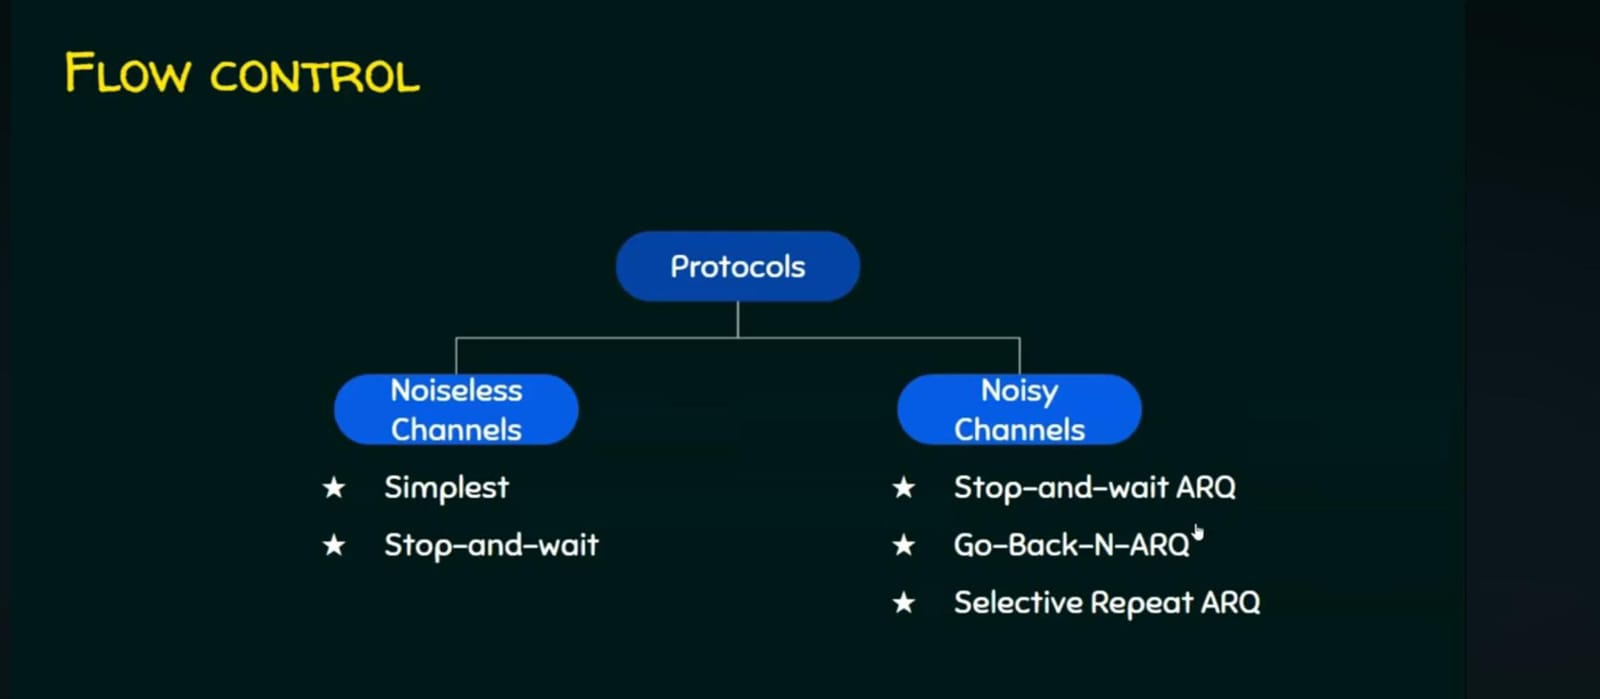 FLOW CONTROL
Protocols
Noiseless
Channels
★ Simplest
★ Stop-and-wait
Noisy
Channels
★ Stop-and-wait ARQ
★ Go-Back-N-ARQ
★ Selective Repeat ARQ